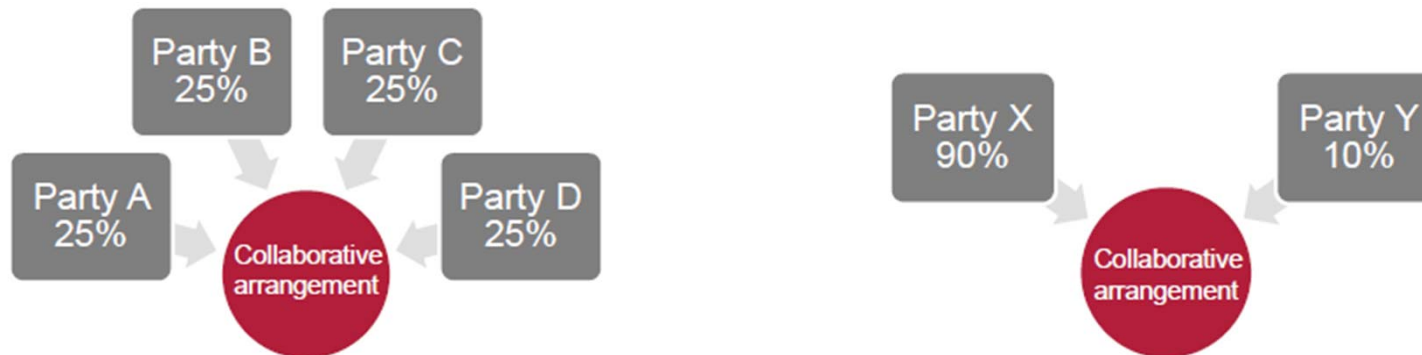 Party B
25%
Party C
25%
Party A
25%
Party D
25%
Collaborative
arrangement
Party X
90%
Party Y
10%
Collaborative
arrangement